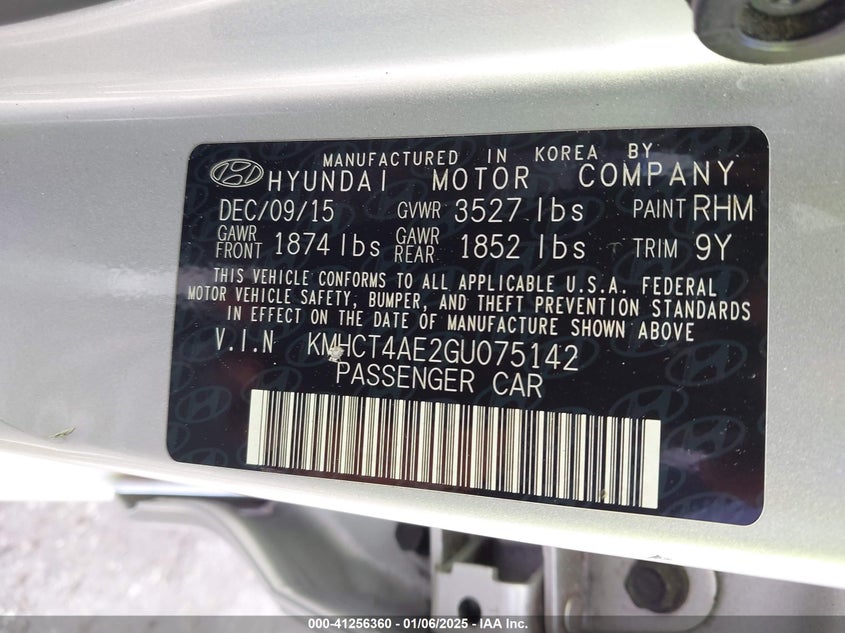 MANUFACTURED IN KOREA BY
HYUNDAI MOTOR COMPANY
DEC/09/15 GVWR 3527 lbs PAINT RHM
GAWR FRONT 1874 lbs GAWR REAR 1852 lbs TRIM 9Y
THIS VEHICLE CONFORMS TO ALL APPLICABLE U.S.A. FEDERAL
MOTOR VEHICLE SAFETY, BUMPER, AND THEFT PREVENTION STANDARDS
IN EFFECT ON THE DATE OF MANUFACTURE SHOWN ABOVE
V.I.N KMHCT4AE2GU075142
PASSENGER CAR
000-41256360 - 01/06/2025 - IAA Inc.